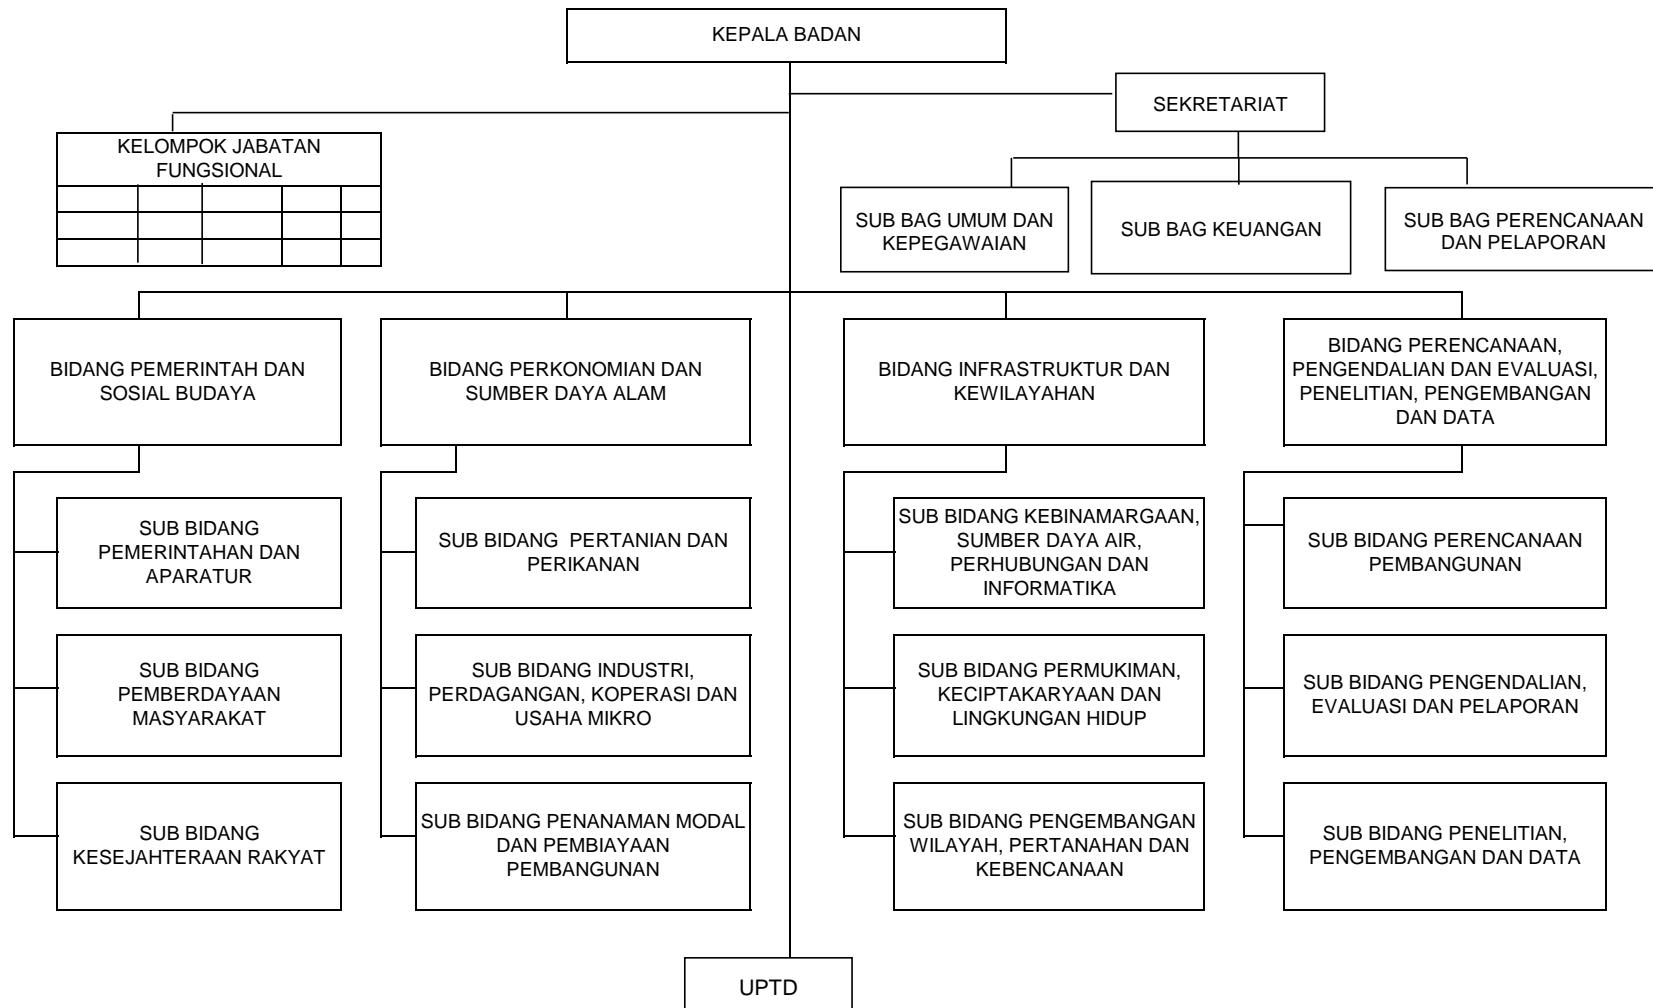 KEPALA BADAN
SEKRETARIAT
KELOMPOK JABATAN
FUNGSIONAL
SUB BAG UMUM DAN
KEPEGAWAIAN
SUB BAG KEUANGAN
SUB BAG PERENCANAAN
DAN PELAPORAN
BIDANG PEMERINTAH DAN
SOSIAL BUDAYA
BIDANG PERKONOMIAN DAN
SUMBER DAYA ALAM
BIDANG INFRASTRUKTUR DAN
KEWILAYAHAN
BIDANG PERENCANAAN,
PENGENDALIAN DAN EVALUASI,
PENELITIAN, PENGEMBANGAN
DAN DATA
SUB BIDANG
PEMERINTAHAN DAN
APARATUR
SUB BIDANG  PERTANIAN DAN
PERIKANAN
SUB BIDANG KEBINAMARGAAN,
SUMBER DAYA AIR,
PERHUBUNGAN DAN
INFORMATIKA
SUB BIDANG PERENCANAAN
PEMBANGUNAN
SUB BIDANG
PEMBERDAYAAN
MASYARAKAT
SUB BIDANG INDUSTRI,
PERDAGANGAN, KOPERASI DAN
USAHA MIKRO
SUB BIDANG PERMUKIMAN,
KECIPTAKARYAAN DAN
LINGKUNGAN HIDUP
SUB BIDANG PENGENDALIAN,
EVALUASI DAN PELAPORAN
SUB BIDANG
KESEJAHTERAAN RAKYAT
SUB BIDANG PENANAMAN MODAL
DAN PEMBIAYAAN
PEMBANGUNAN
SUB BIDANG PENGEMBANGAN
WILAYAH, PERTANAHAN DAN
KEBENCANAAN
SUB BIDANG PENELITIAN,
PENGEMBANGAN DAN DATA
UPTD